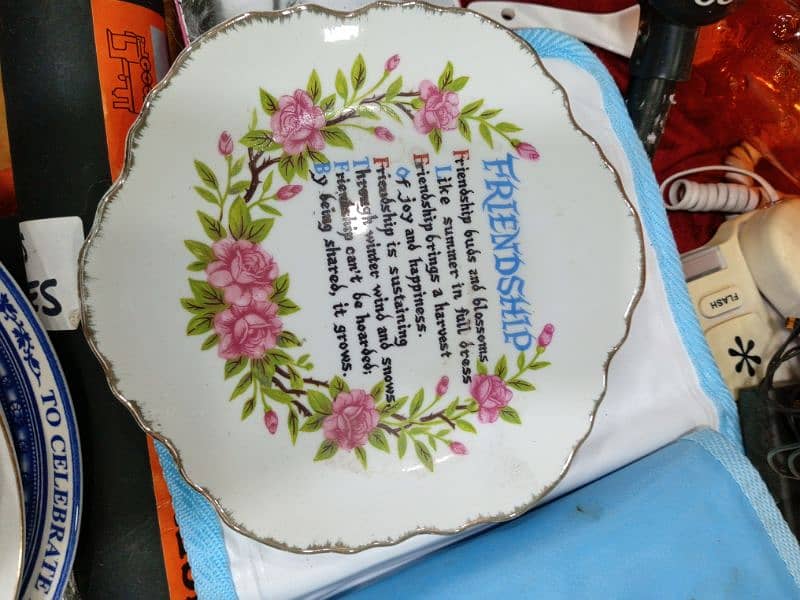 FRIENDSHIP
Friendship buds and blossoms
Like summer in full dress
Friendship brings a harvest
Of joy and happiness.
Friendship is sustaining
Through winter wind and snows
Friendship can't be hoarded;
By being shared, it grows.
TO CELEBRATE
FLASH